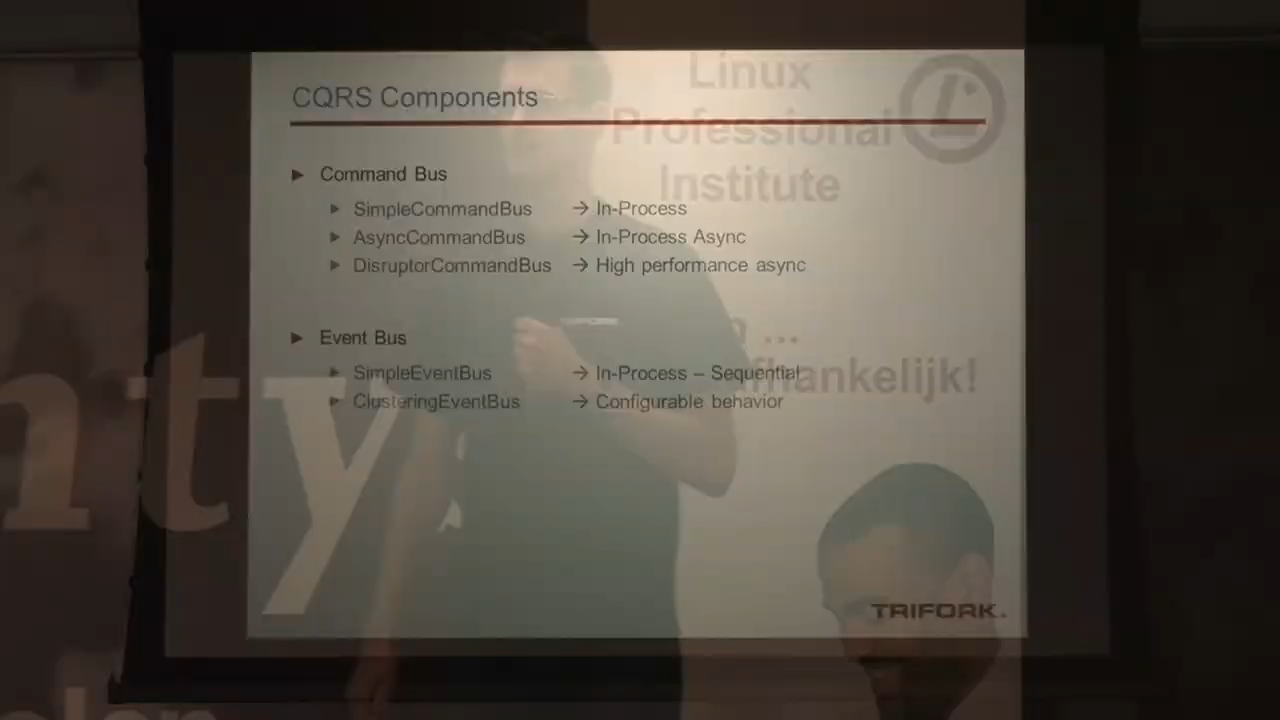 CQRS Components
Linux
Professional
Institute
Command Bus
SimpleCommandBus → In-Process
AsyncCommandBus → In-Process Async
DisruptorCommandBus → High performance async
Event Bus
SimpleEventBus → In-Process – Sequential
ClusteringEventBus → Configurable behavior
...
hankelijk!
nty
TRIFORK.